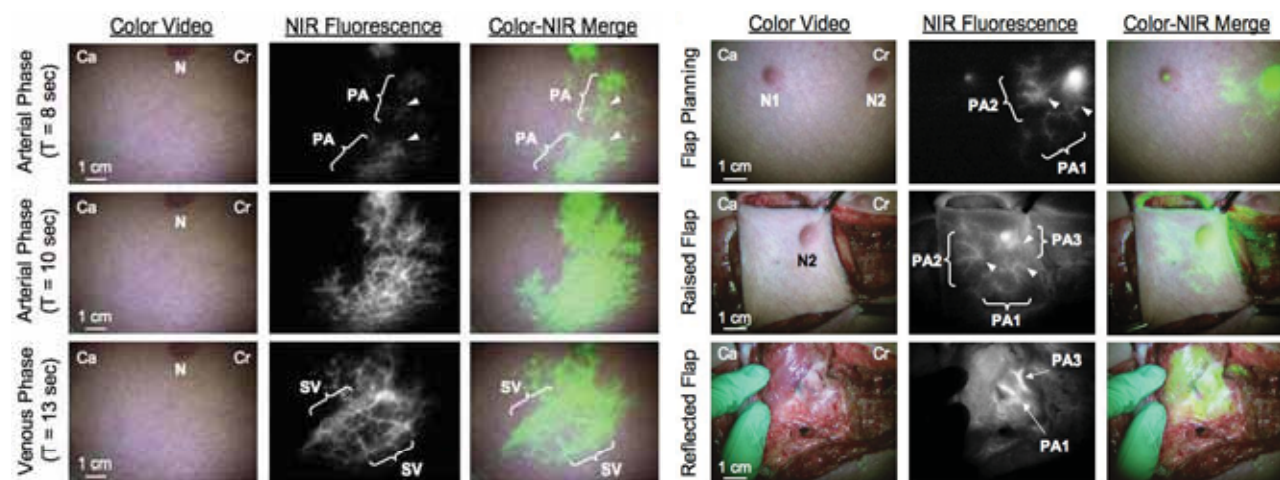 Color Video NIR Fluorescence Color-NIR Merge
Arterial Phase
(T = 8 sec)
Ca N Cr
1 cm
PA
PA
PA
PA
Arterial Phase
(T = 10 sec)
Ca N Cr
1 cm
Venous Phase
(T = 13 sec)
Ca N Cr
1 cm
SV
SV
SV
SV
Color Video NIR Fluorescence Color-NIR Merge
Flap Planning
Ca Cr
N1 N2
1 cm
PA2
PA1
Raised Flap
Ca Cr
N2
1 cm
PA3
PA2
PA1
Reflected Flap
Ca Cr
1 cm
PA3
PA1